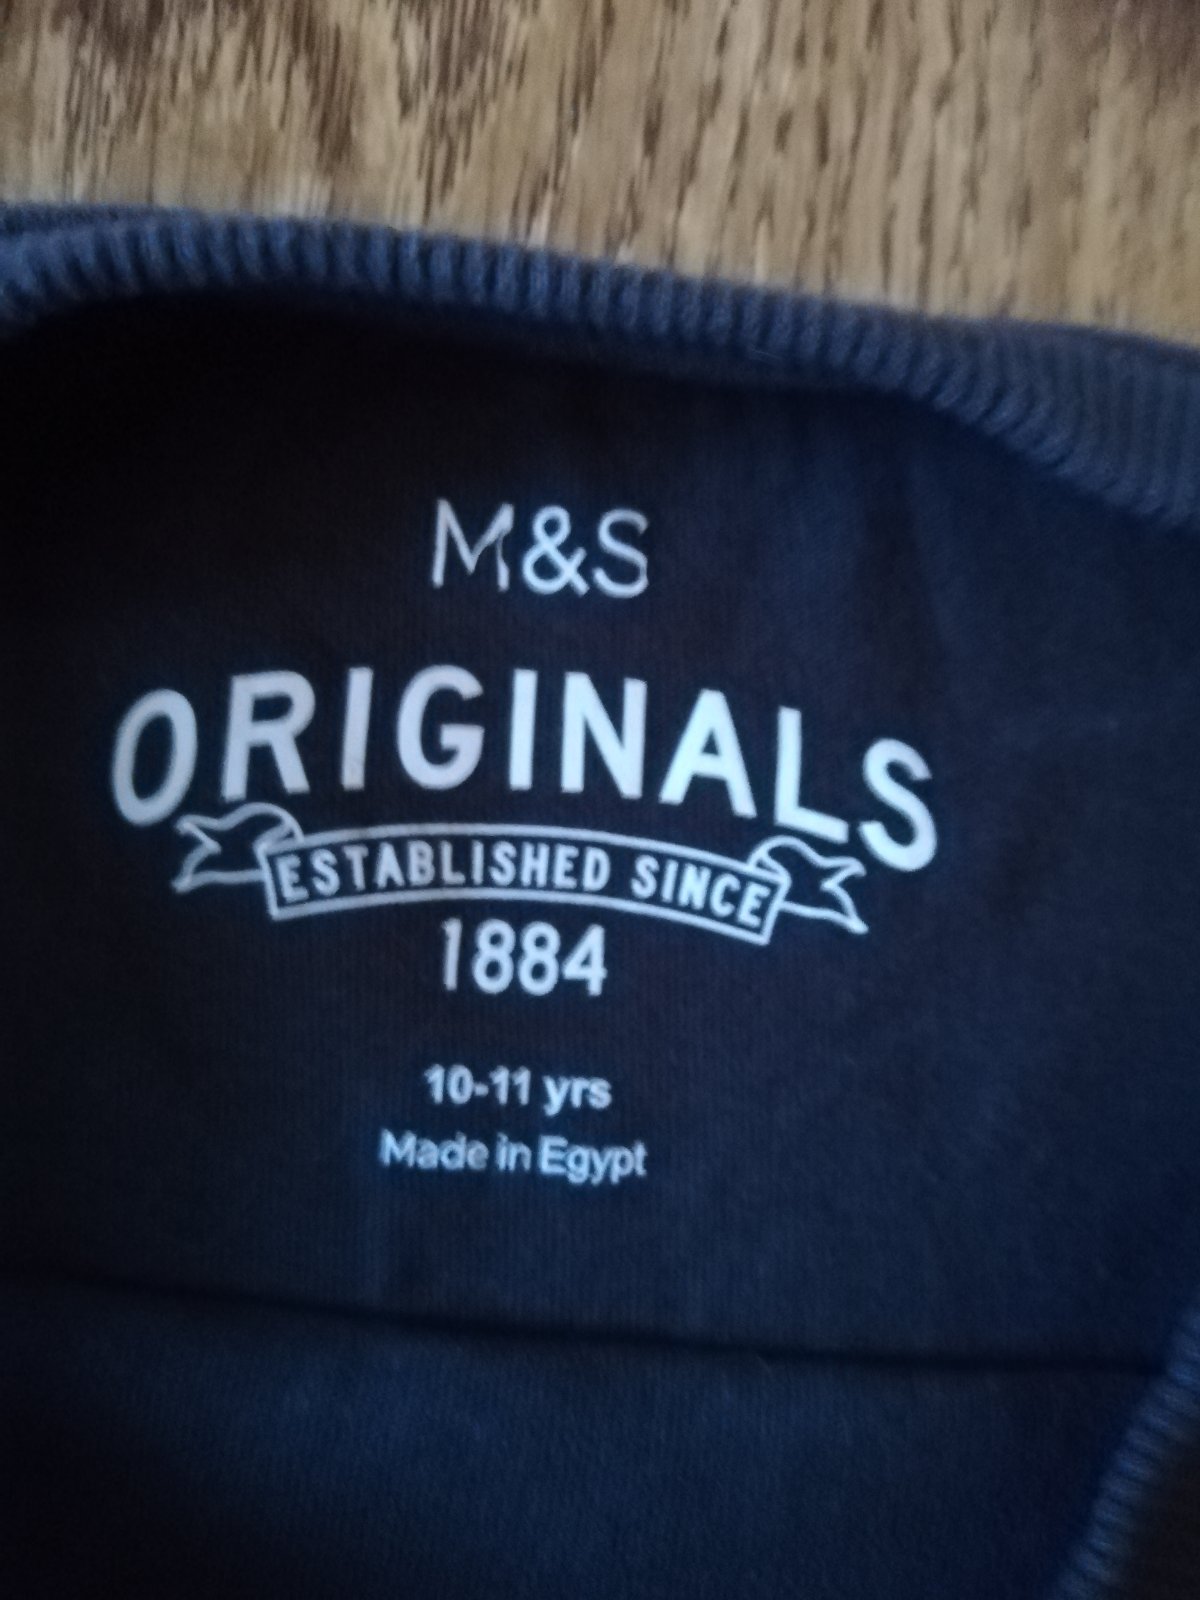 M&S
ORIGINALS
ESTABLISHED SINCE
1884
10-11 yrs
Made in Egypt